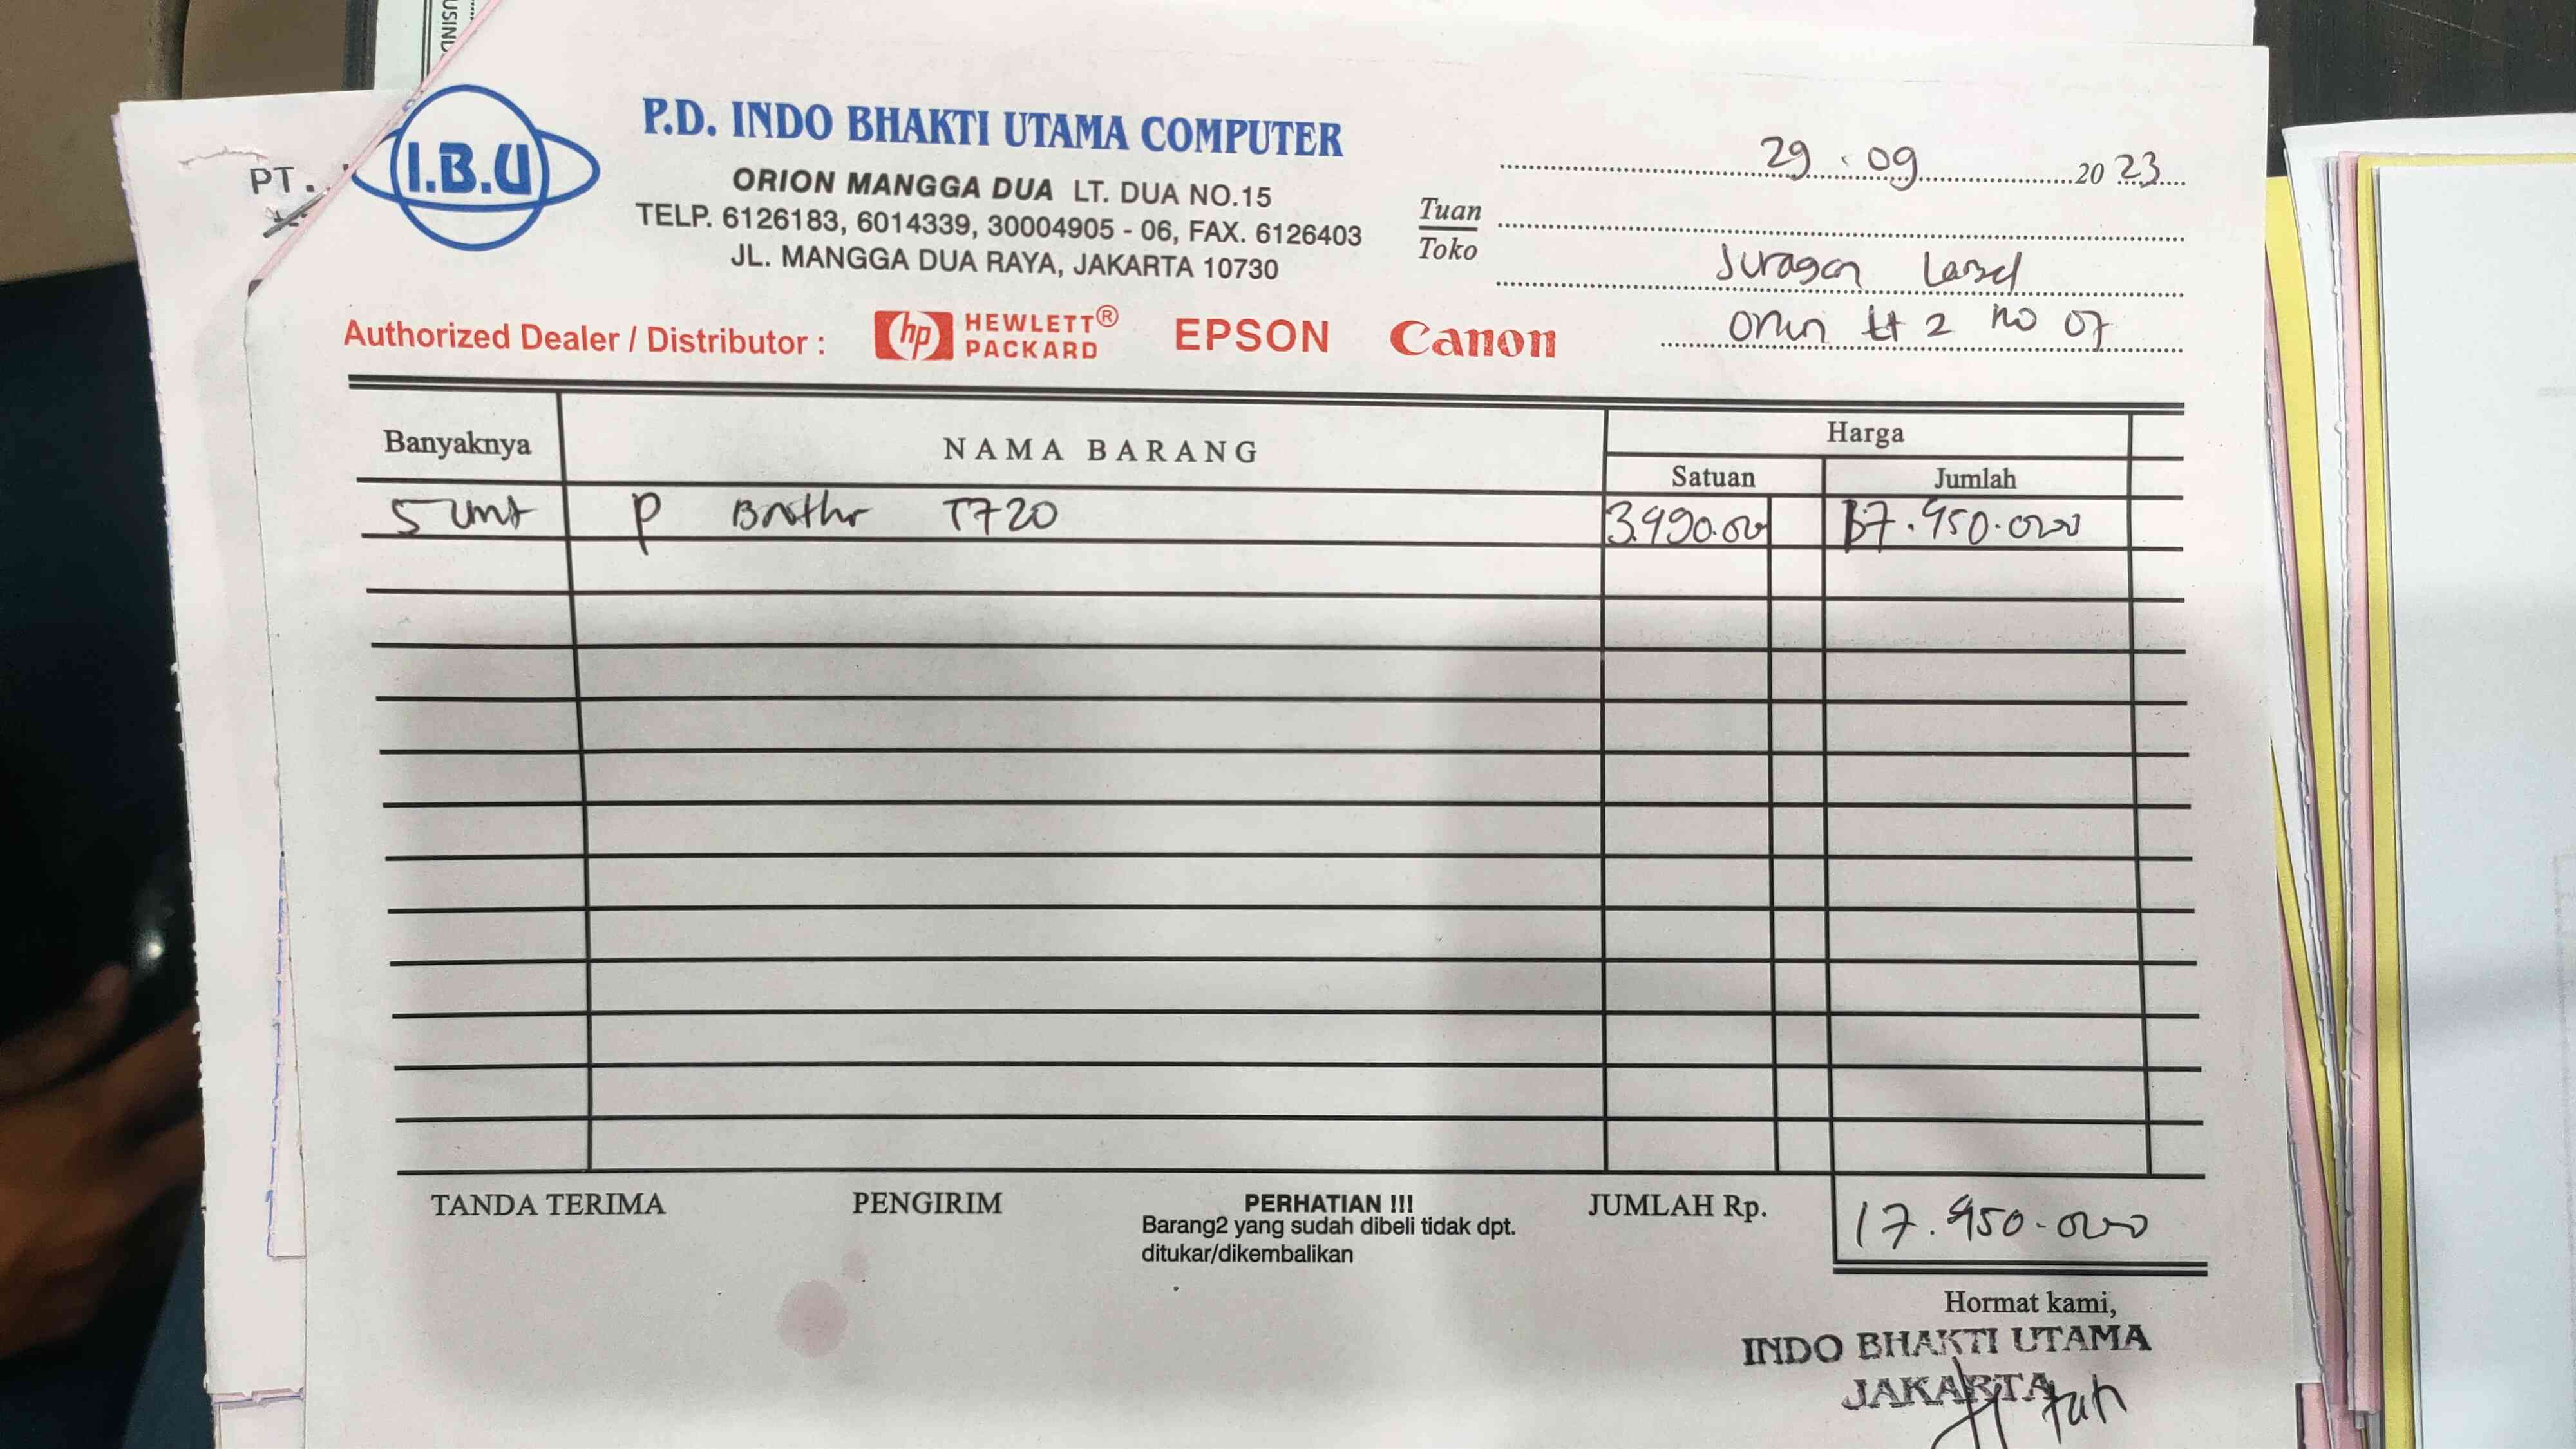 USIND
PT.
I.B.U
P.D. INDO BHAKTI UTAMA COMPUTER
ORION MANGGA DUA LT. DUA NO.15
TELP. 6126183, 6014339, 30004905 - 06, FAX. 6126403
JL. MANGGA DUA RAYA, JAKARTA 10730
29 . 09 2023
Tuan
Toko
Juragan
Orion Lt 2 no 07
Authorized Dealer / Distributor : hp HEWLETT® PACKARD EPSON Canon
Banyaknya NAMA BARANG Harga
Satuan Jumlah
5 unit P Brother T720 3.490.000 17.950.000
TANDA TERIMA PENGIRIM PERHATIAN !!! JUMLAH Rp. 17.950.000
Barang2 yang sudah dibeli tidak dpt.
ditukar/dikembalikan
Hormat kami,
INDO BHAKTI UTAMA
JAKARTA